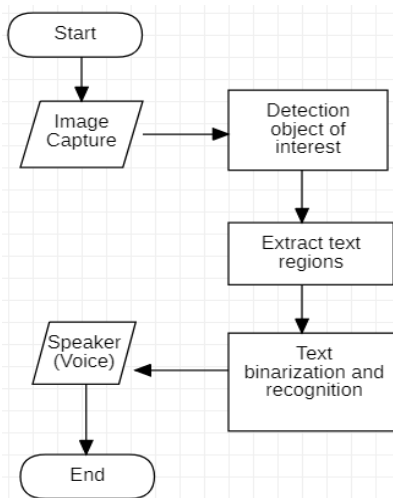 Start
Image
Capture
Detection
object of
interest
Extract text
regions
Text
binarization and
recognition
Speaker
(Voice)
End